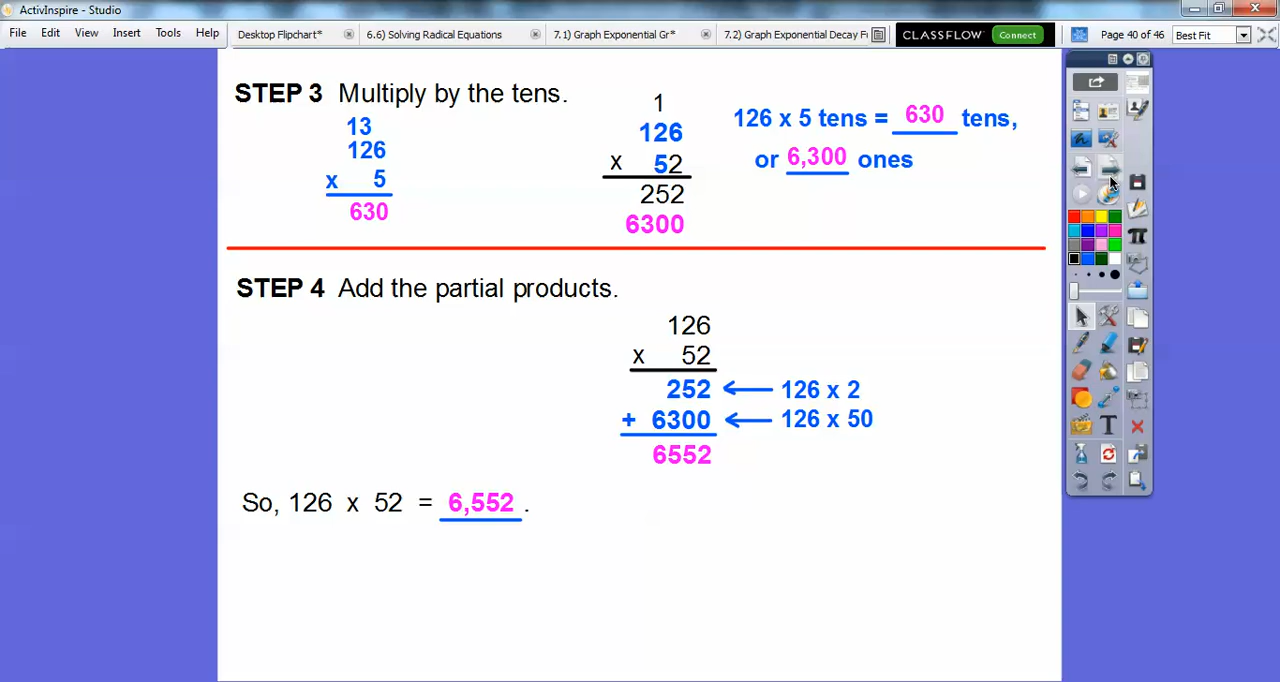 ActivInspire - Studio
File Edit View Insert Tools Help Desktop Flipchart* 6.6) Solving Radical Equations 7.1) Graph Exponential Gr* 7.2) Graph Exponential Decay F CLASSFLOW Connect Page 40 of 46 Best Fit
STEP 3 Multiply by the tens.
13
126
x 5
630
1
126
x 52
252
6300
126 x 5 tens = 630 tens,
or 6,300 ones
STEP 4 Add the partial products.
126
x 52
252 ← 126 x 2
+ 6300 ← 126 x 50
6552
So, 126 x 52 = 6,552 .